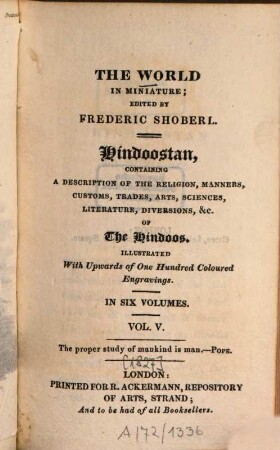 THE WORLD
IN MINIATURE;
EDITED BY
FREDERIC SHOBERL.
Hindoostan,
CONTAINING
A DESCRIPTION OF THE RELIGION, MANNERS,
CUSTOMS, TRADES, ARTS, SCIENCES,
LITERATURE, DIVERSIONS, &C.
OF
The Hindoos.
ILLUSTRATED
With Upwards of One Hundred Coloured
Engravings.
IN SIX VOLUMES.
VOL. V.
The proper study of mankind is man.—POPE.
[1827]
LONDON:
PRINTED FOR R. ACKERMANN, REPOSITORY
OF ARTS, STRAND;
And to be had of all Booksellers.
A/72/1336